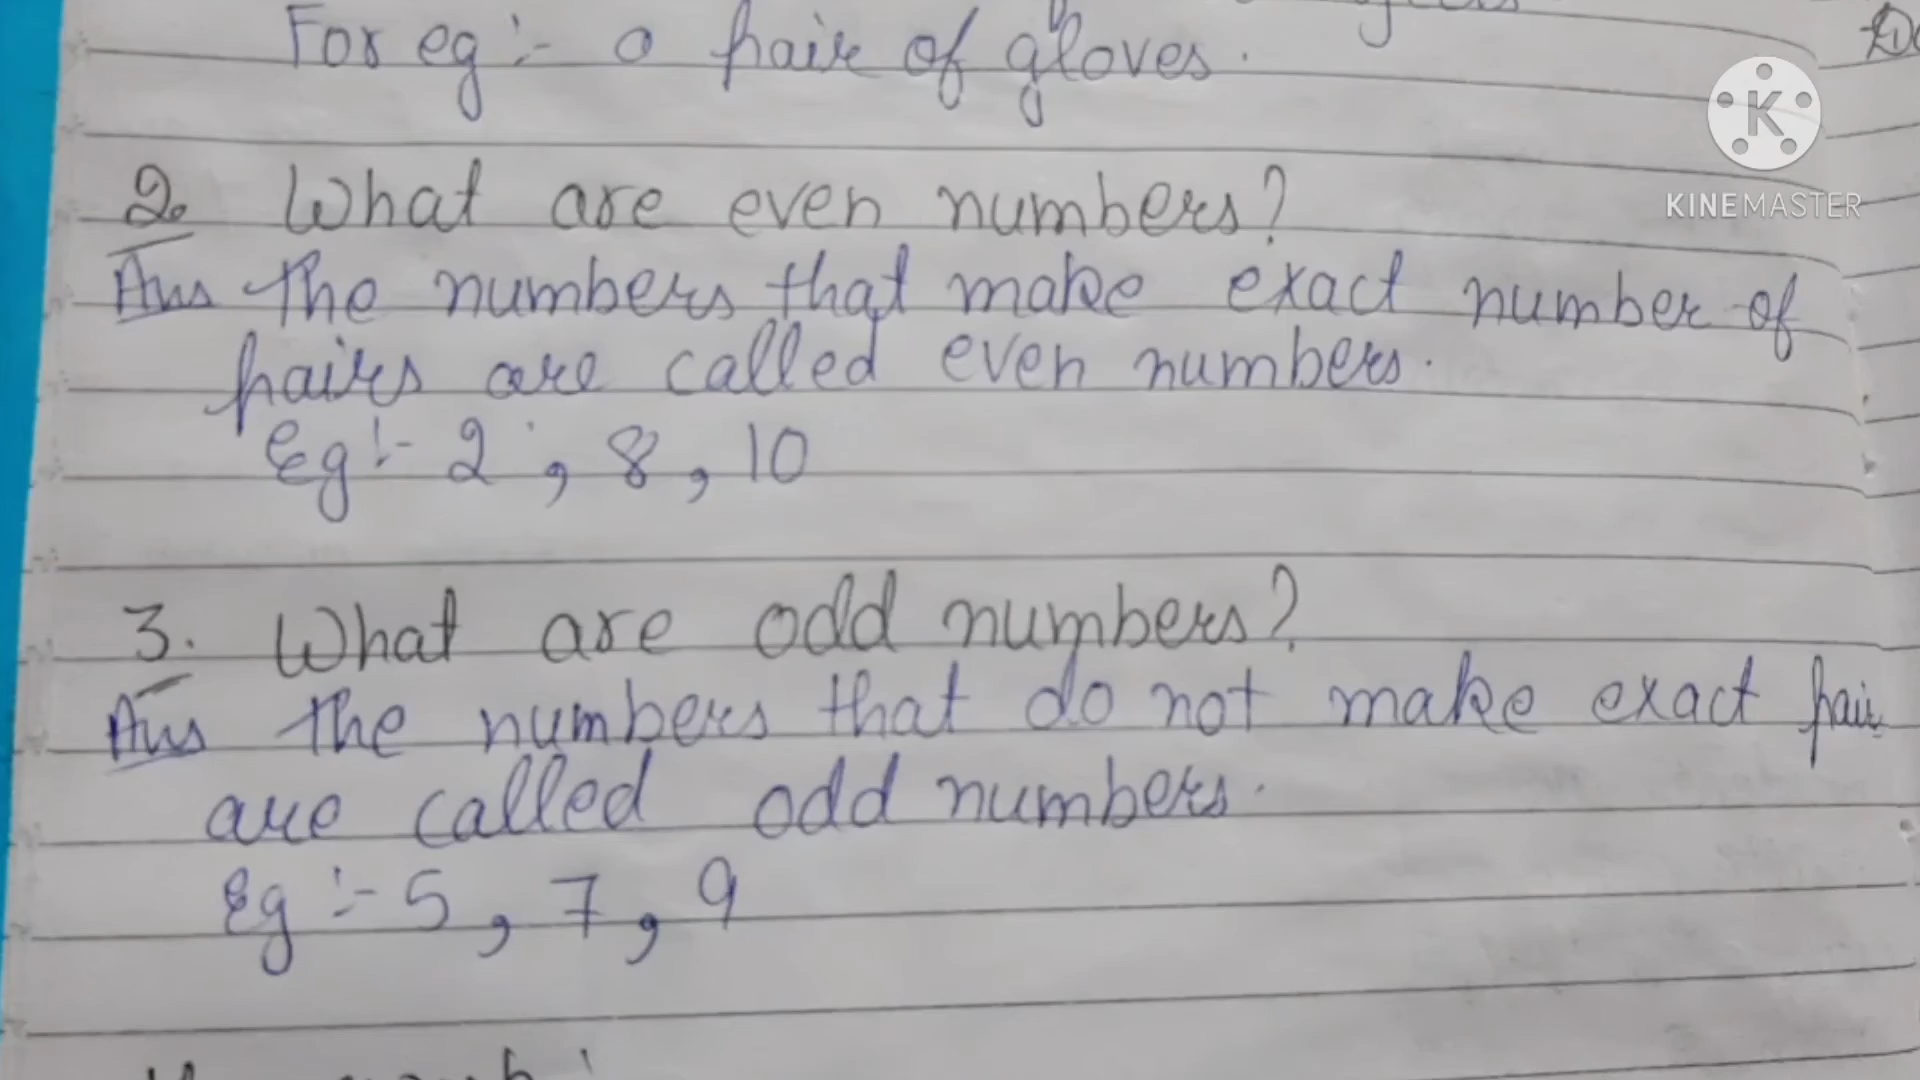 For eg :- a pair of gloves.
2. What are even numbers?
Ans The numbers that make exact number of
pairs are called even numbers.
Eg :- 2 , 8 , 10
3. What are odd numbers?
Ans The numbers that do not make exact pair
are called odd numbers.
Eg :- 5 , 7 , 9
K
KINEMASTER